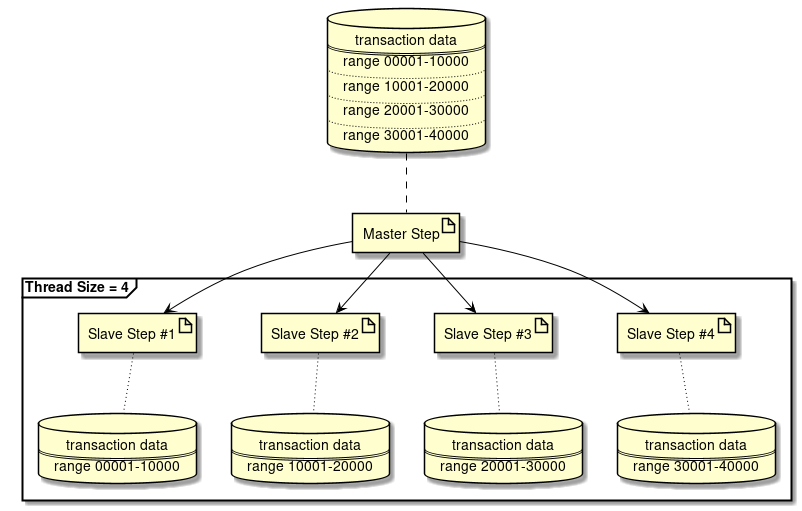 transaction data
range 00001-10000
range 10001-20000
range 20001-30000
range 30001-40000
Master Step
Thread Size = 4
Slave Step #1
Slave Step #2
Slave Step #3
Slave Step #4
transaction data
range 00001-10000
transaction data
range 10001-20000
transaction data
range 20001-30000
transaction data
range 30001-40000